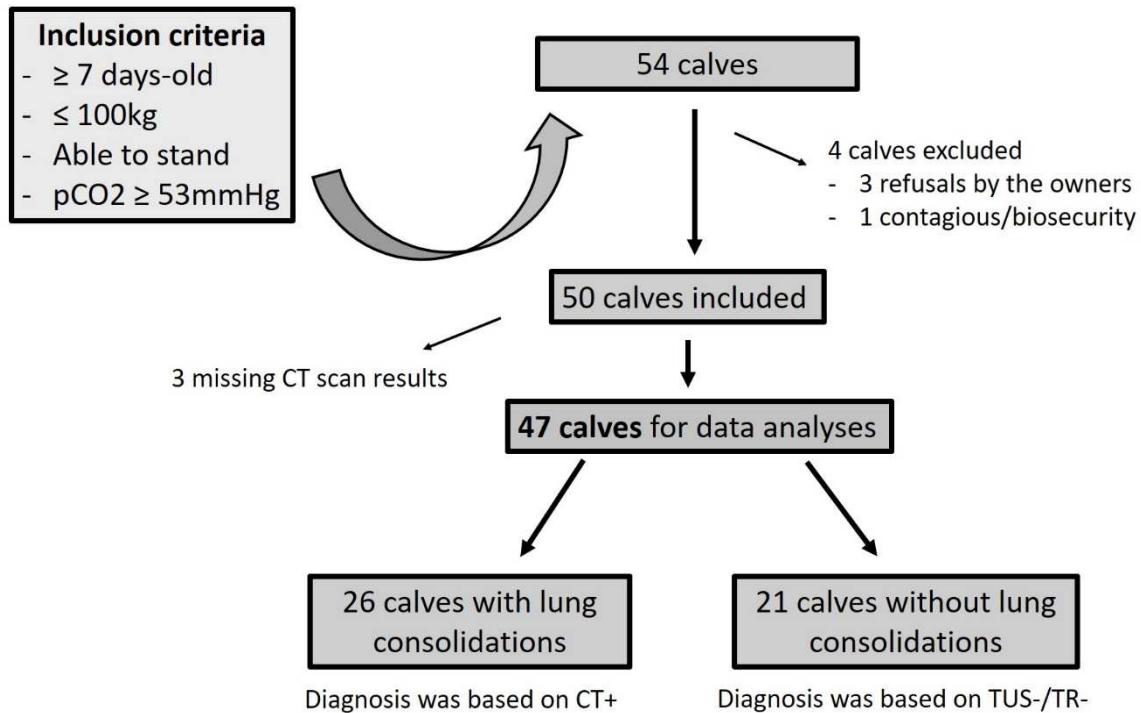 Inclusion criteria
- ≥ 7 days-old
- ≤ 100kg
- Able to stand
- pCO2 ≥ 53mmHg
54 calves
4 calves excluded
- 3 refusals by the owners
- 1 contagious/biosecurity
50 calves included
3 missing CT scan results
47 calves for data analyses
26 calves with lung
consolidations
21 calves without lung
consolidations
Diagnosis was based on CT+
Diagnosis was based on TUS-/TR-